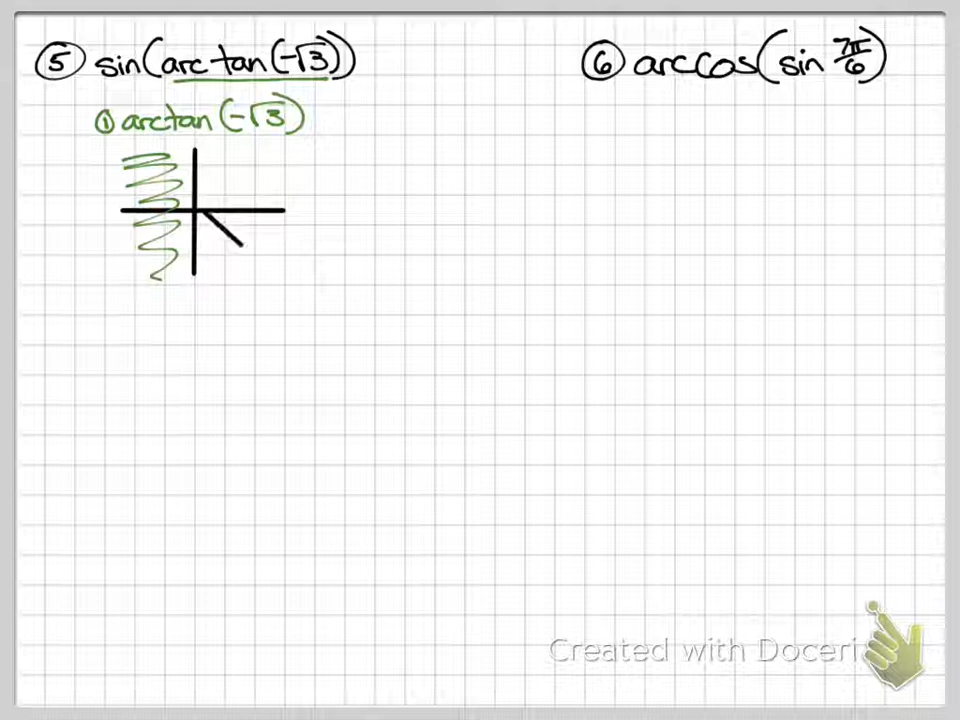 ⑤ sin(arctan(-√3))
① arctan(-√3)
⑥ arccos(sin 7π/6)
Created with Doceri